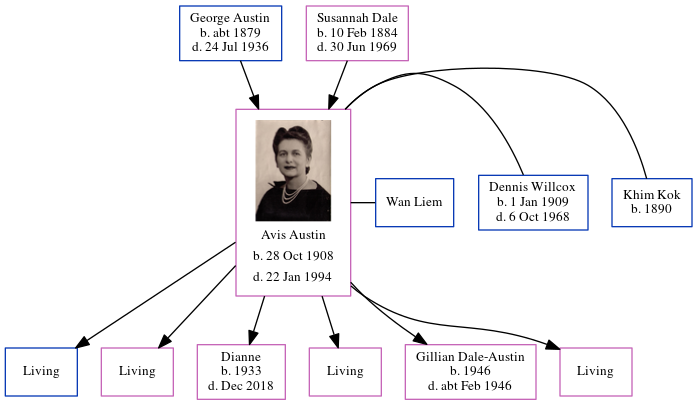 George Austin
b. abt 1879
d. 24 Jul 1936
Susannah Dale
b. 10 Feb 1884
d. 30 Jun 1969
Avis Austin
b. 28 Oct 1908
d. 22 Jan 1994
Wan Liem
Dennis Willcox
b. 1 Jan 1909
d. 6 Oct 1968
Khim Kok
b. 1890
Living
Living
Dianne
b. 1933
d. Dec 2018
Living
Gillian Dale-Austin
b. 1946
d. abt Feb 1946
Living